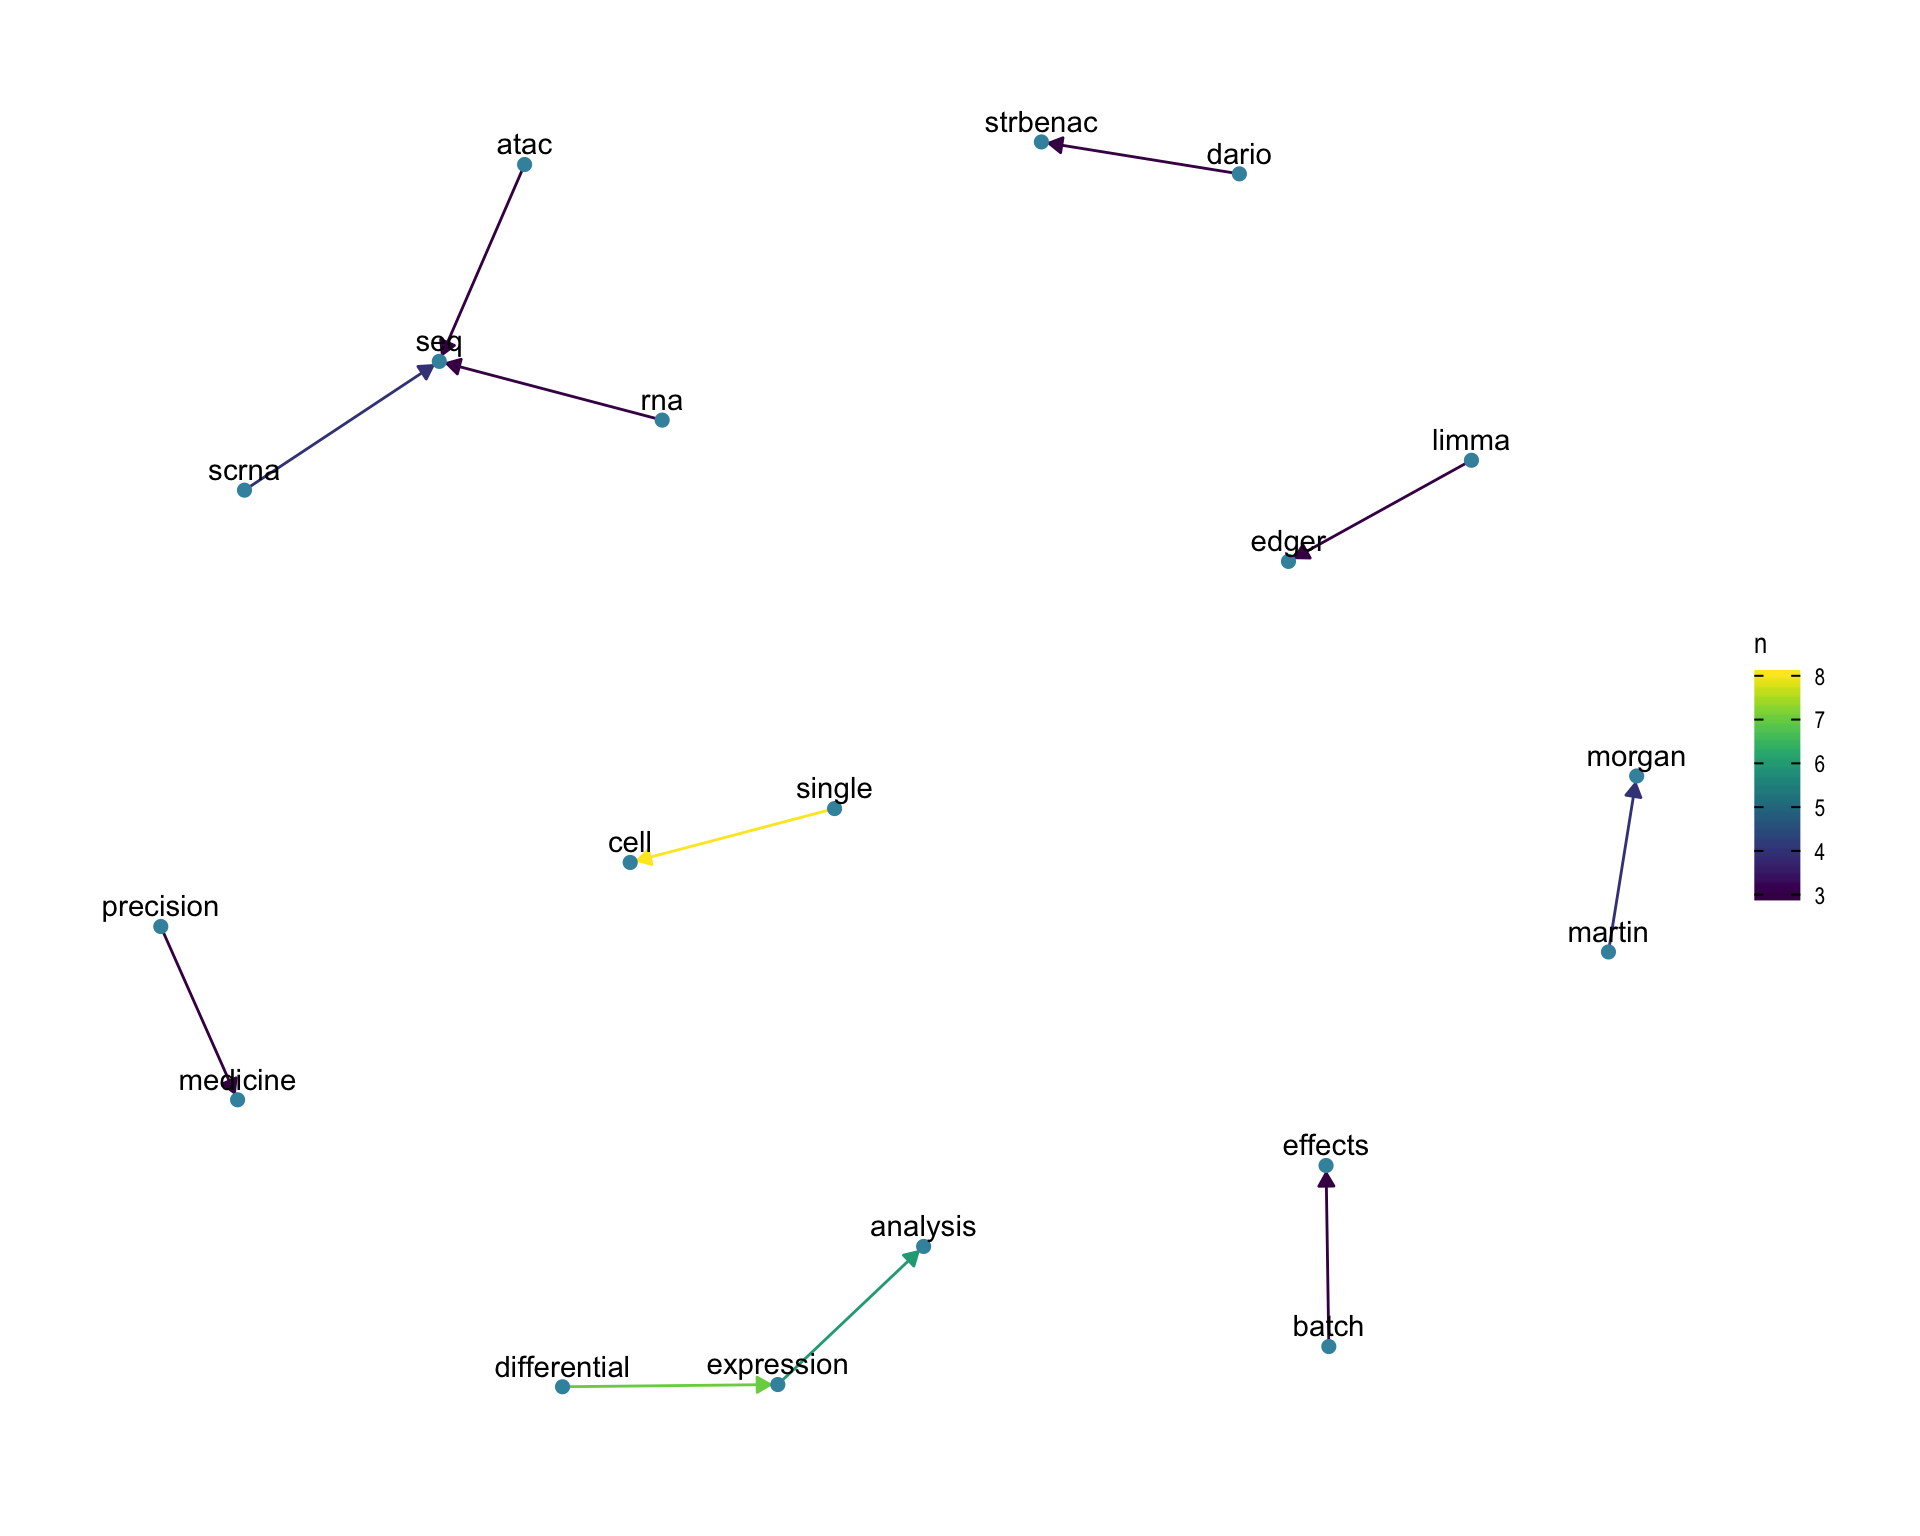 strbenac
atac
dario
seq
rna
limma
scrna
edger
n
8
7
6
5
4
3
morgan
single
cell
precision
martin
medicine
effects
analysis
batch
differential
expression